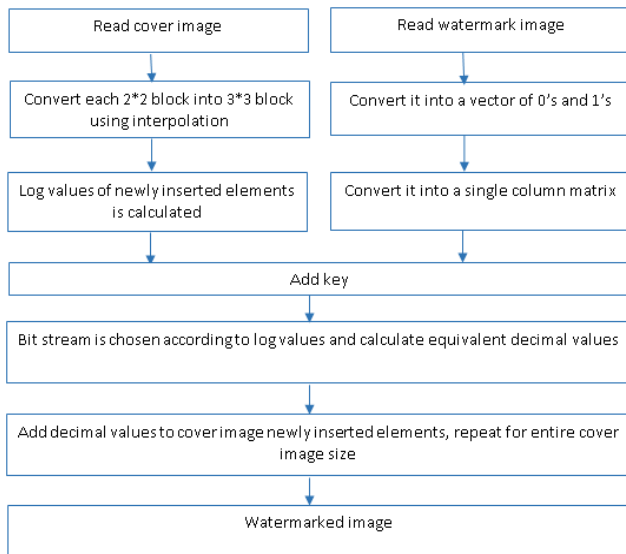 Read cover image
Read watermark image
Convert each 2*2 block into 3*3 block
using interpolation
Convert it into a vector of 0's and 1's
Log values of newly inserted elements
is calculated
Convert it into a single column matrix
Add key
Bit stream is chosen according to log values and calculate equivalent decimal values
Add decimal values to cover image newly inserted elements, repeat for entire cover
image size
Watermarked image